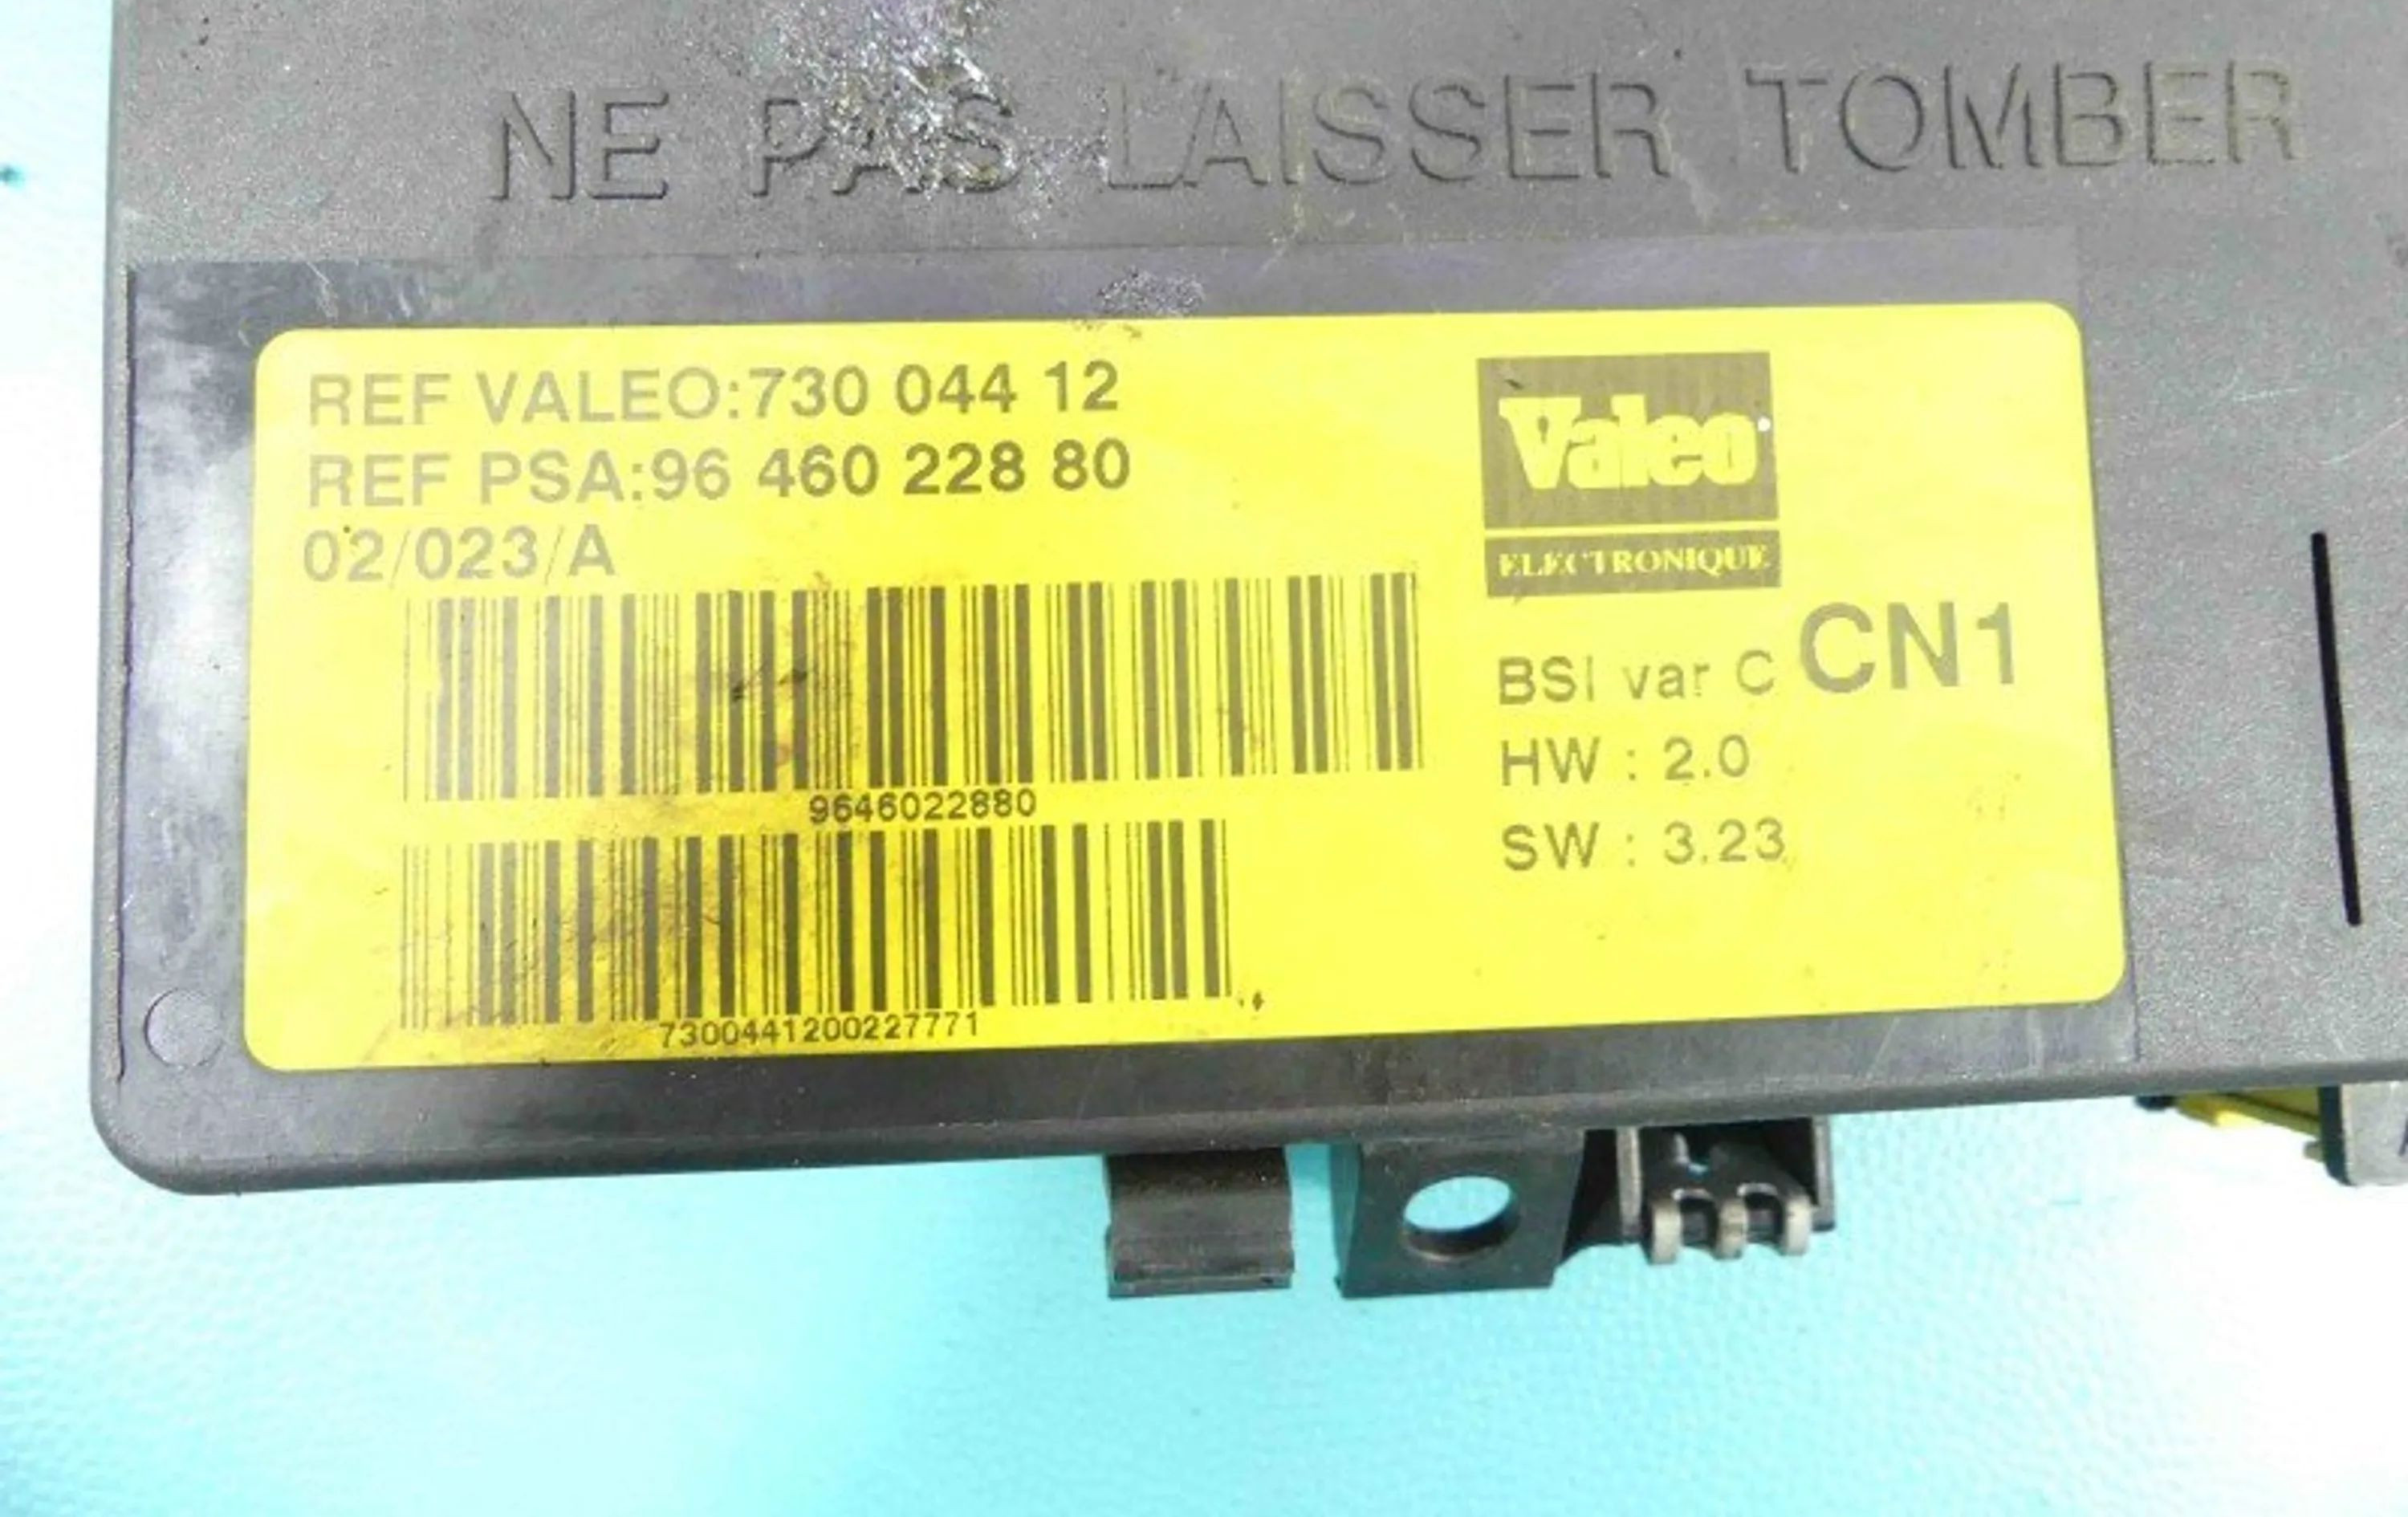 NE PAS LAISSER TOMBER
REF VALEO:730 044 12
REF PSA:96 460 228 80
02/023/A
9646022880
7300441200227771
Valeo
ELECTRONIQUE
BSI var C CN1
HW : 2.0
SW : 3.23